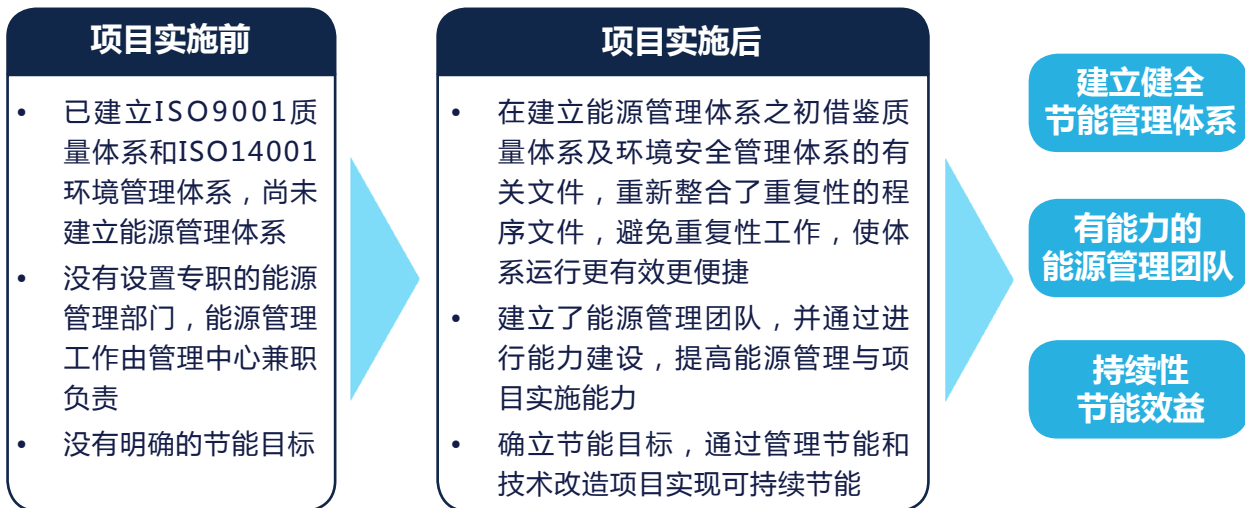 项目实施前
• 已建立ISO9001质
量体系和ISO14001
环境管理体系，尚未
建立能源管理体系
• 没有设置专职的能源
管理部门，能源管理
工作由管理中心兼职
负责
• 没有明确的节能目标
项目实施后
• 在建立能源管理体系之初借鉴质
量体系及环境安全管理体系的有
关文件，重新整合了重复性的程
序文件，避免重复性工作，使体
系运行更有效更便捷
• 建立了能源管理团队，并通过进
行能力建设，提高能源管理与项
目实施能力
• 确立节能目标，通过管理节能和
技术改造项目实现可持续节能
建立健全
节能管理体系
有能力的
能源管理团队
持续性
节能效益